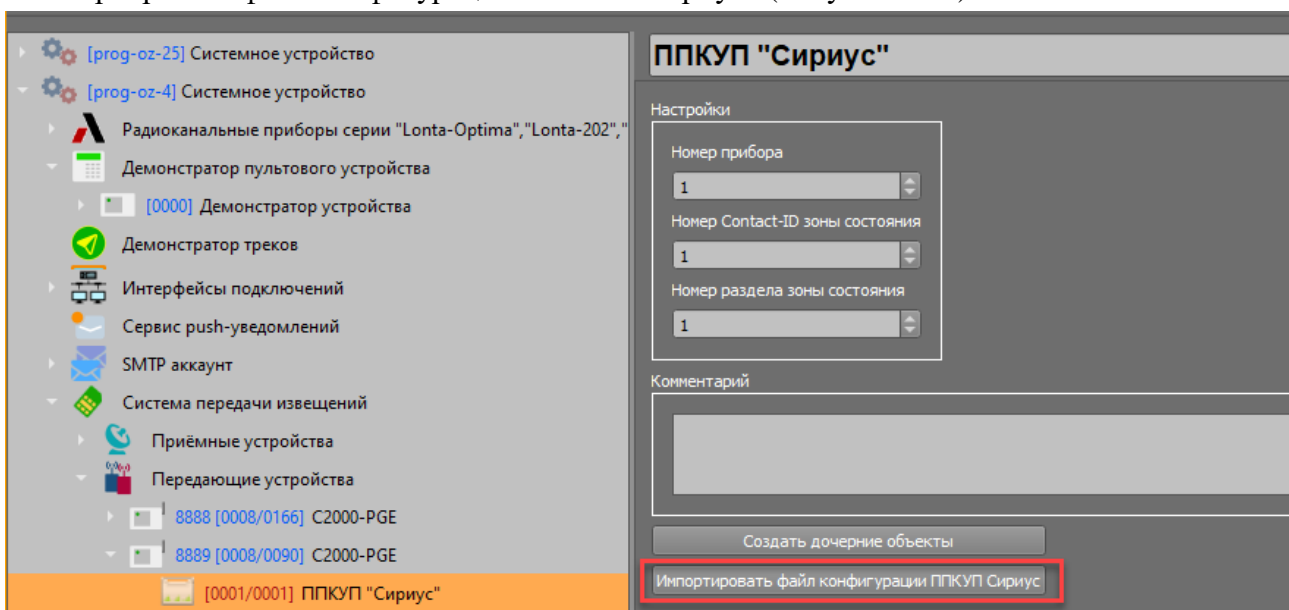 [prog-oz-25] Системное устройство
[prog-oz-4] Системное устройство
Радиоканальные приборы серии "Lonta-Optima","Lonta-202","
Демонстратор пультового устройства
[0000] Демонстратор устройства
Демонстратор треков
Интерфейсы подключений
Сервис push-уведомлений
SMTP аккаунт
Система передачи извещений
Приёмные устройства
Передающие устройства
8888 [0008/0166] C2000-PGE
8889 [0008/0090] C2000-PGE
[0001/0001] ППКУП "Сириус"
ППКУП "Сириус"
Настройки
Номер прибора
1
Номер Contact-ID зоны состояния
1
Номер раздела зоны состояния
1
Комментарий
Создать дочерние объекты
Импортировать файл конфигурации ППКУП Сириус